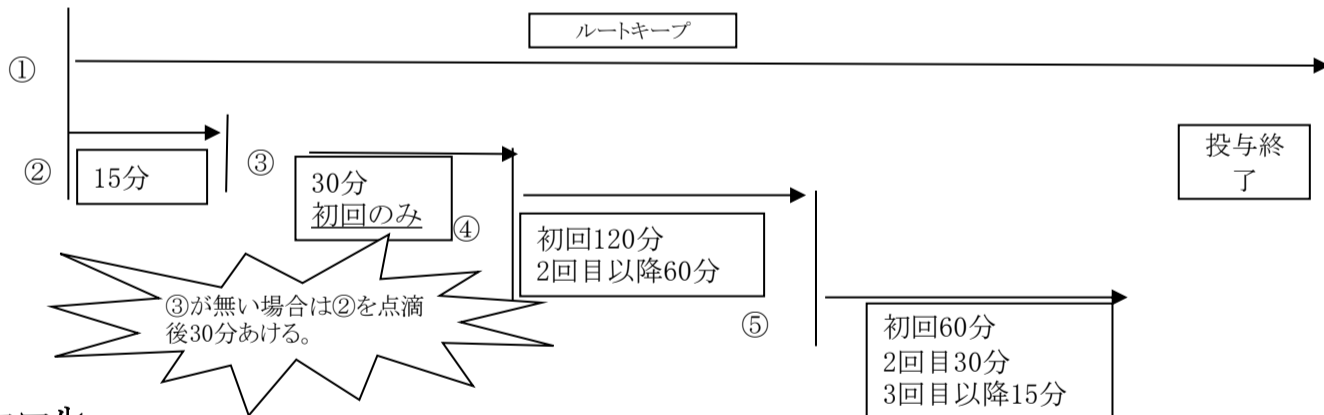 ルートキープ
①
②
15分
③
30分
初回のみ
④
初回120分
2回目以降60分
投与終
了
③が無い場合は②を点滴
後30分あける。
⑤
初回60分
2回目30分
3回目以降15分